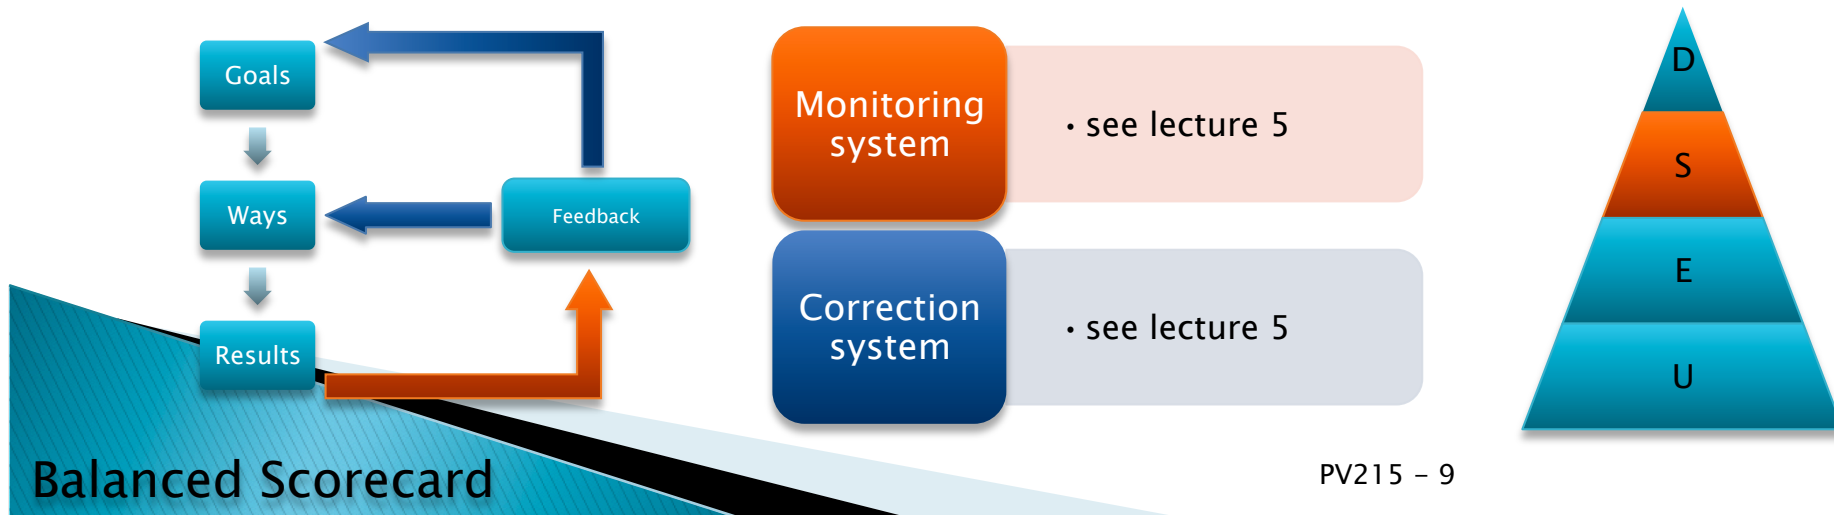 Goals
Ways
Results
Feedback
Monitoring
system
• see lecture 5
Correction
system
• see lecture 5
D
S
E
U
Balanced Scorecard
PV215 – 9